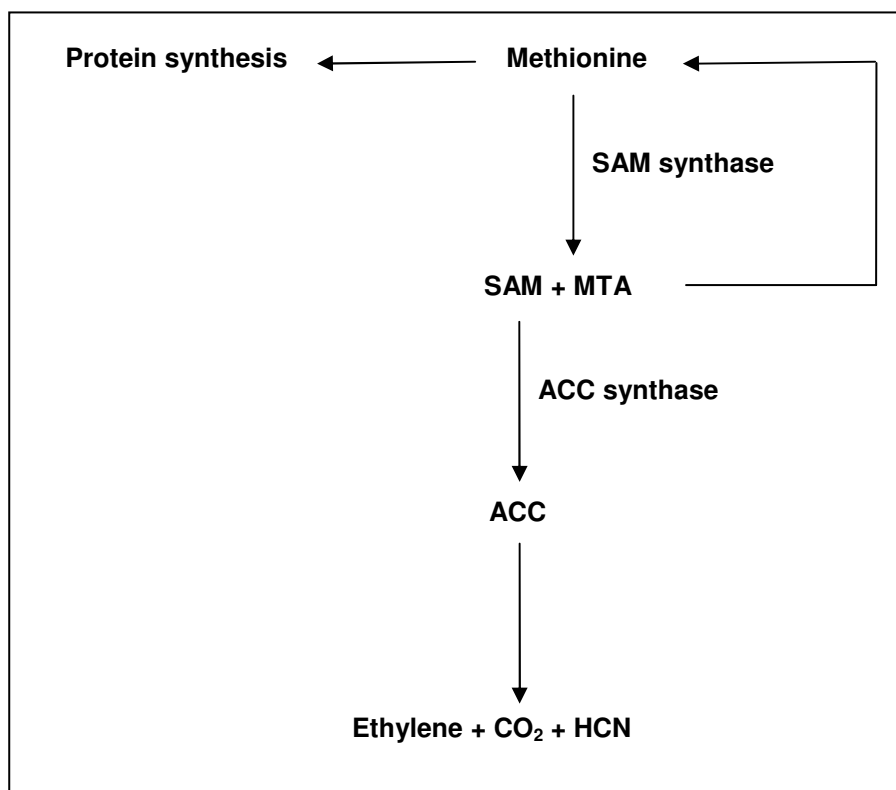 Protein synthesis Methionine
SAM synthase
SAM + MTA
ACC synthase
ACC
Ethylene + CO₂ + HCN